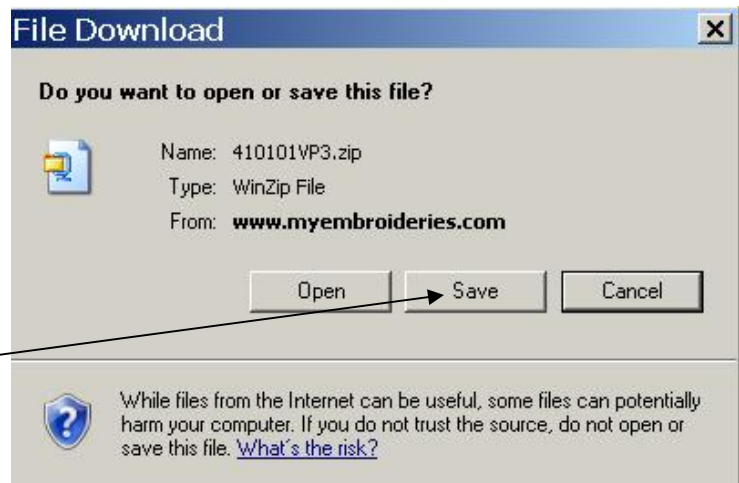 File Download
Do you want to open or save this file?
Name: 410101VP3.zip
Type: WinZip File
From: www.myembroideries.com
Open Save Cancel
While files from the Internet can be useful, some files can potentially
harm your computer. If you do not trust the source, do not open or
save this file. What´s the risk?